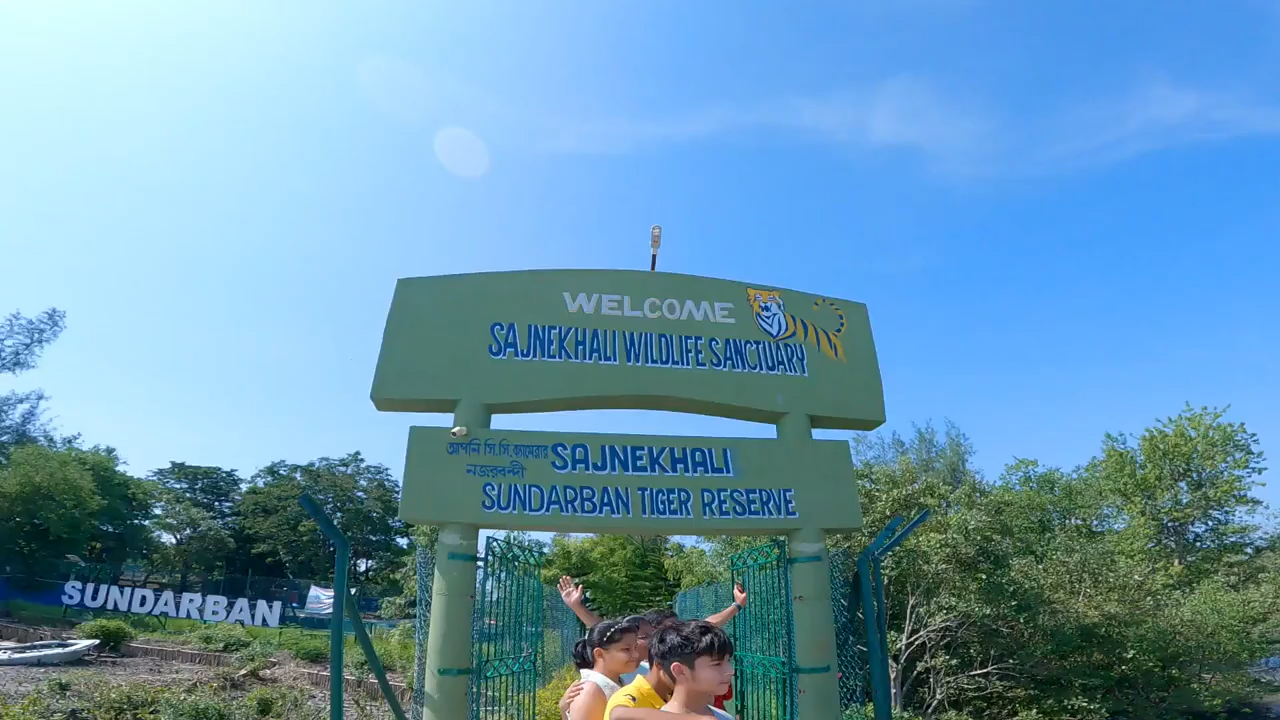 WELCOME
SAJNEKHALI WILDLIFE SANCTUARY
আপনি সি.সি.ক্যামেরার
নজরবন্দী
SAJNEKHALI
SUNDARBAN TIGER RESERVE
SUNDARBAN